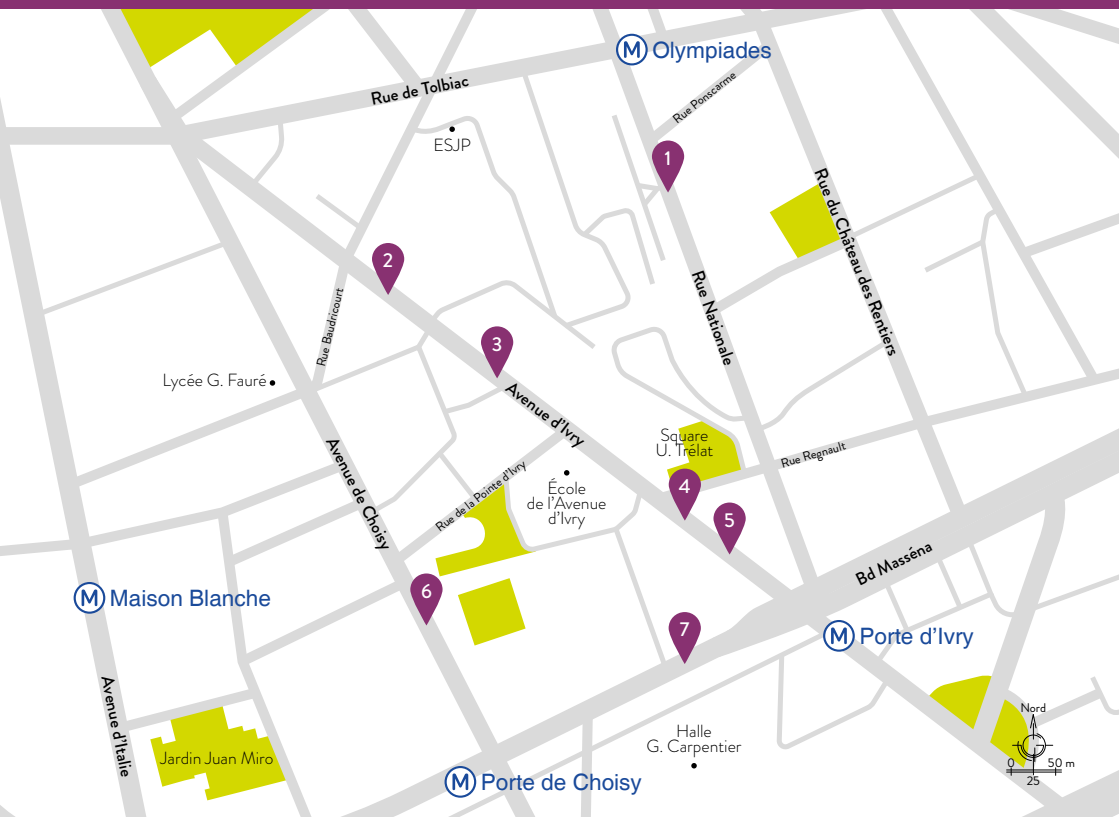 M Olympiades
Rue de Tolbiac
Rue Ponscarme
ESJP
1
Rue du Château des Rentiers
2
Rue Nationale
Rue Baudricourt
3
Lycée G. Fauré
Avenue d'Ivry
Avenue de Choisy
Square
U. Trélat
Rue Regnault
Rue de la Pointe d'Ivry
École
de l'Avenue
d'Ivry
4
5
Bd Masséna
M Maison Blanche
6
7
M Porte d'Ivry
Avenue d'Italie
Jardin Juan Miro
Halle
G. Carpentier
M Porte de Choisy
Nord
0 50 m
25